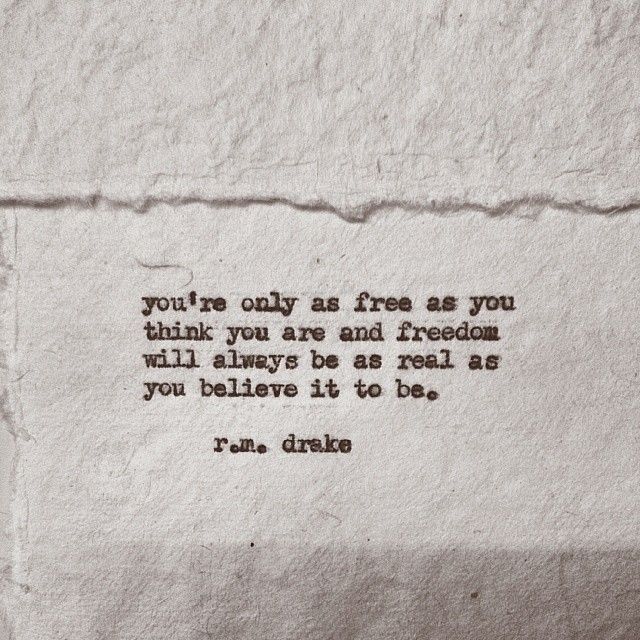 you're only as free as you
think you are and freedom
will always be as real as
you believe it to be.
r.m. drake